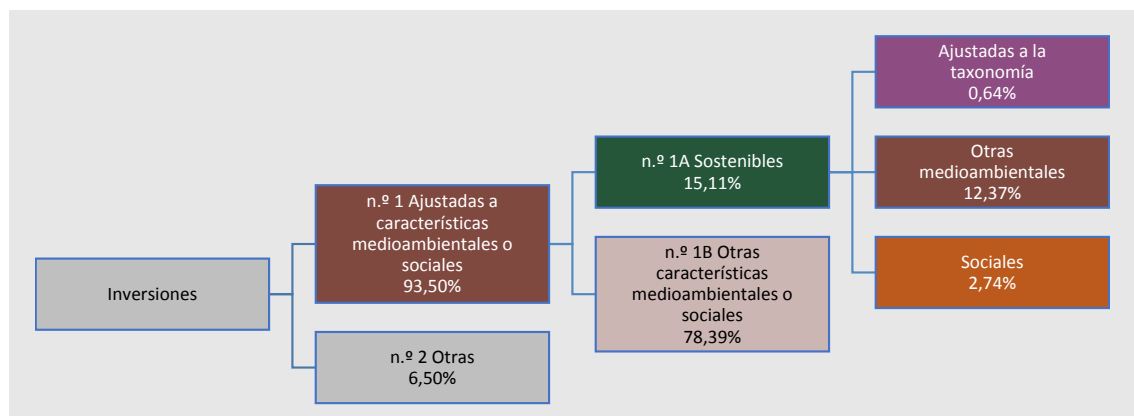 Inversiones
n.º 1 Ajustadas a
características
medioambientales o
sociales
93,50%
n.º 2 Otras
6,50%
n.º 1A Sostenibles
15,11%
n.º 1B Otras
características
medioambientales o
sociales
78,39%
Ajustadas a la
taxonomía
0,64%
Otras
medioambientales
12,37%
Sociales
2,74%